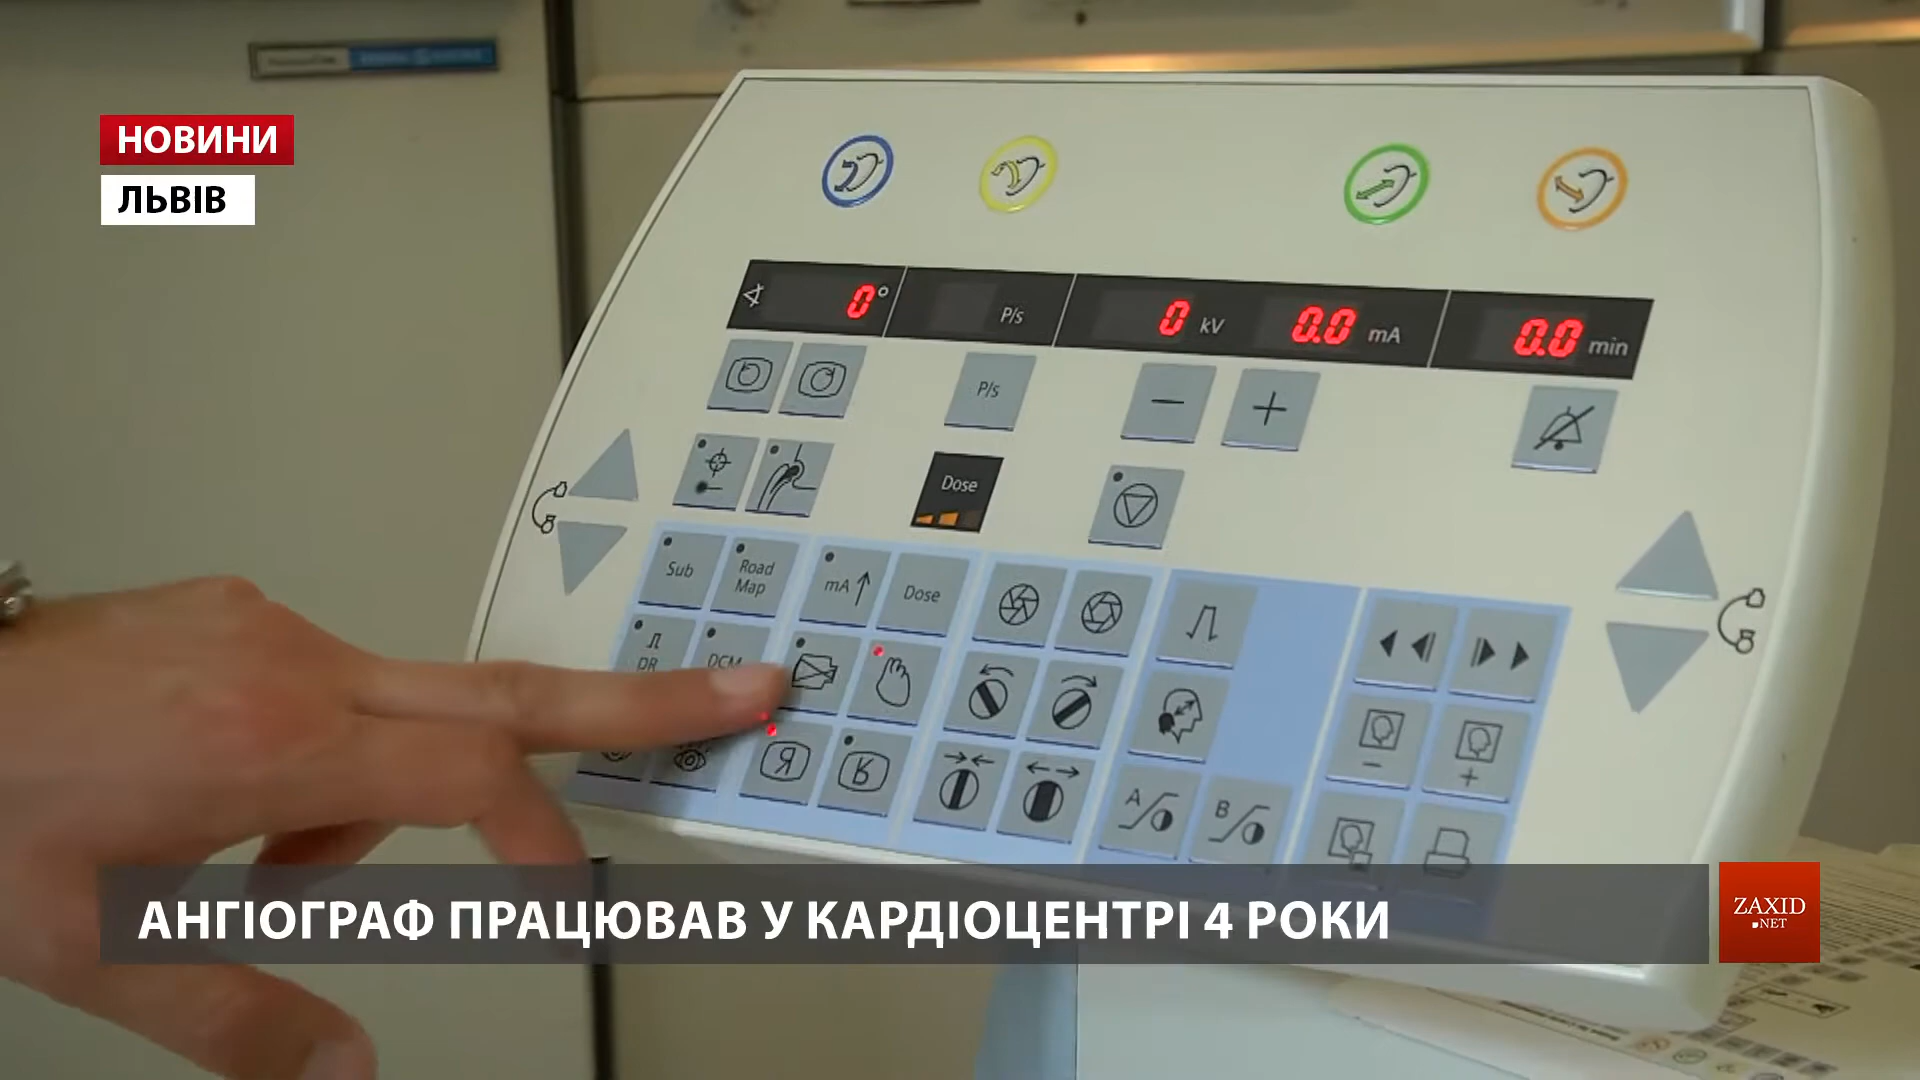 НОВИНИ
ЛЬВІВ
0°
P/s
0 kV
0.0 mA
0.0 min
P/s
Dose
Sub
Road Map
mA
Dose
DR
DCM
Я
A
B
АНГІОГРАФ ПРАЦЮВАВ У КАРДІОЦЕНТРІ 4 РОКИ
ZAXID
.NET